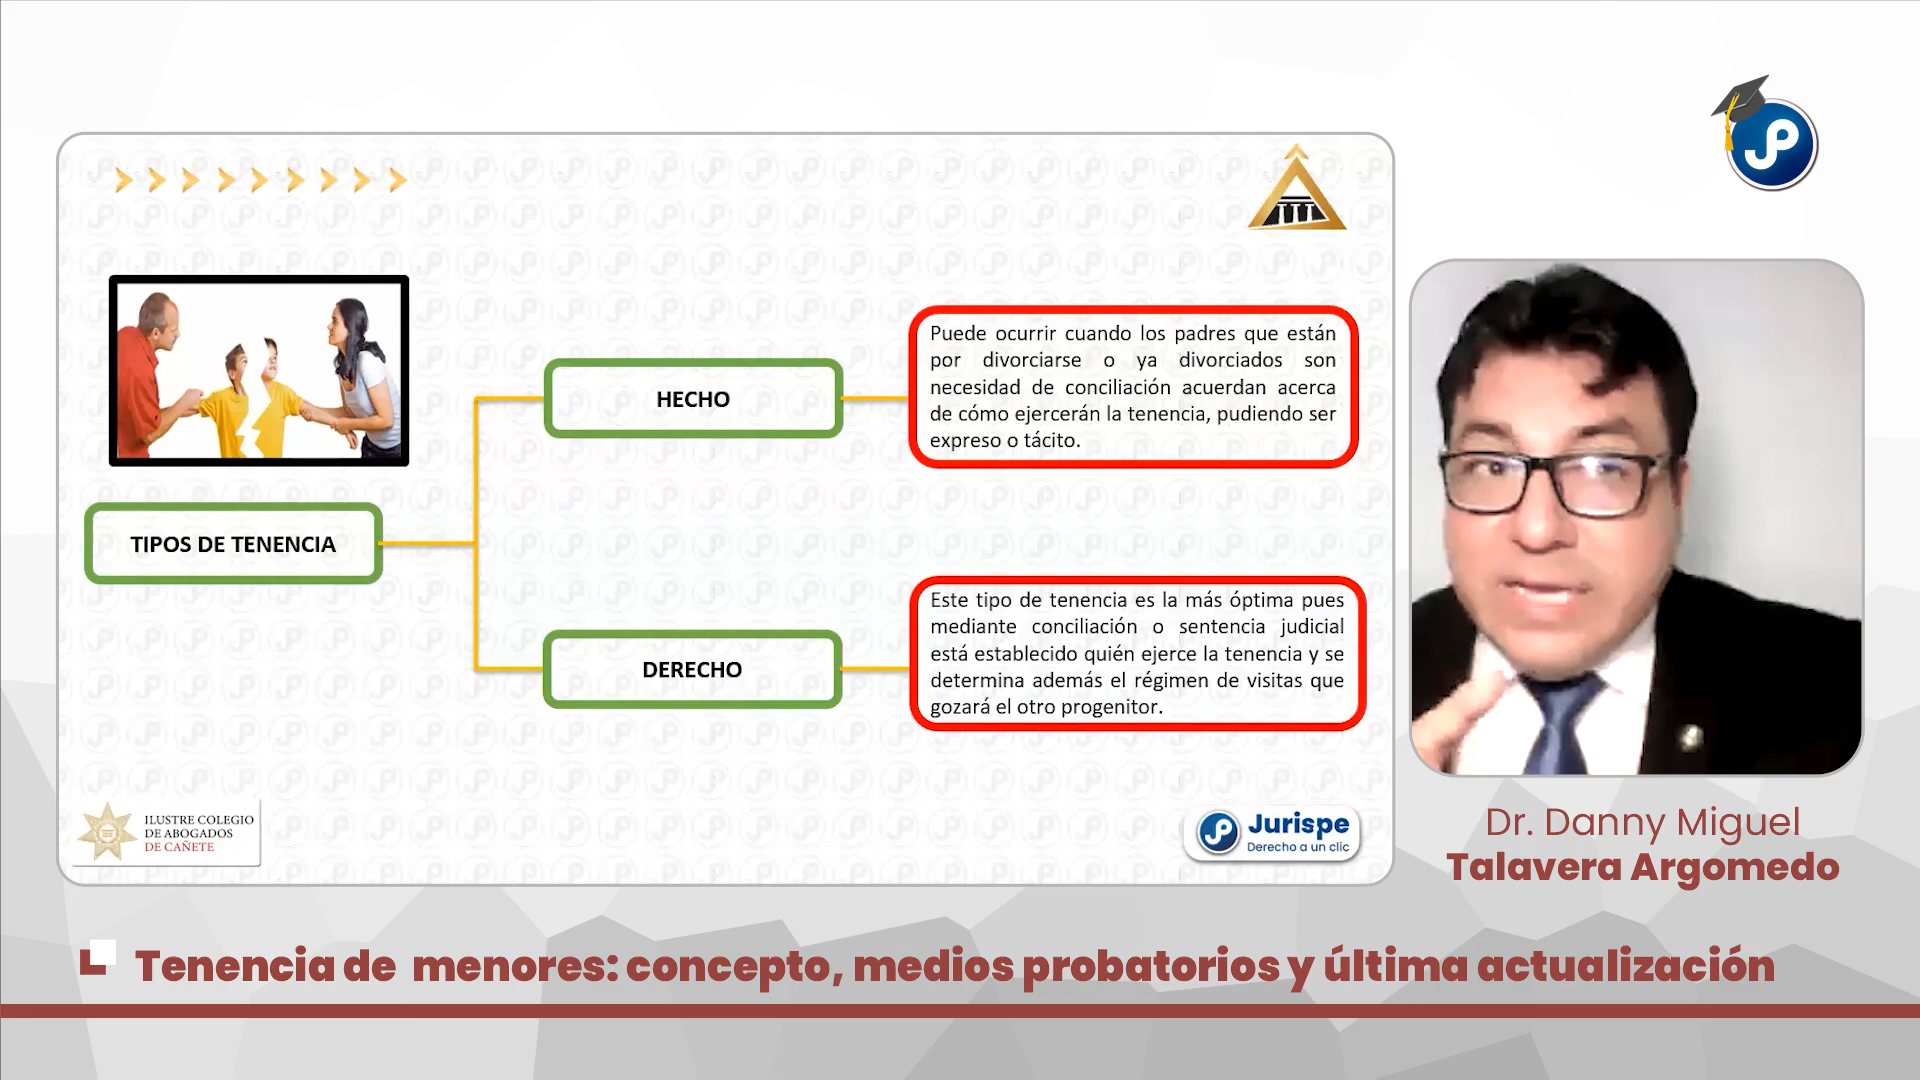 TIPOS DE TENENCIA
HECHO
Puede ocurrir cuando los padres que están
por divorciarse o ya divorciados son
necesidad de conciliación acuerdan acerca
de cómo ejercerán la tenencia, pudiendo ser
expreso o tácito.
DERECHO
Este tipo de tenencia es la más óptima pues
mediante conciliación o sentencia judicial
está establecido quién ejerce la tenencia y se
determina además el régimen de visitas que
gozará el otro progenitor.
ILUSTRE COLEGIO
DE ABOGADOS
DE CAÑETE
JP Jurispe
Derecho a un clic
JP
Dr. Danny Miguel
Talavera Argomedo
Tenencia de menores: concepto, medios probatorios y última actualización